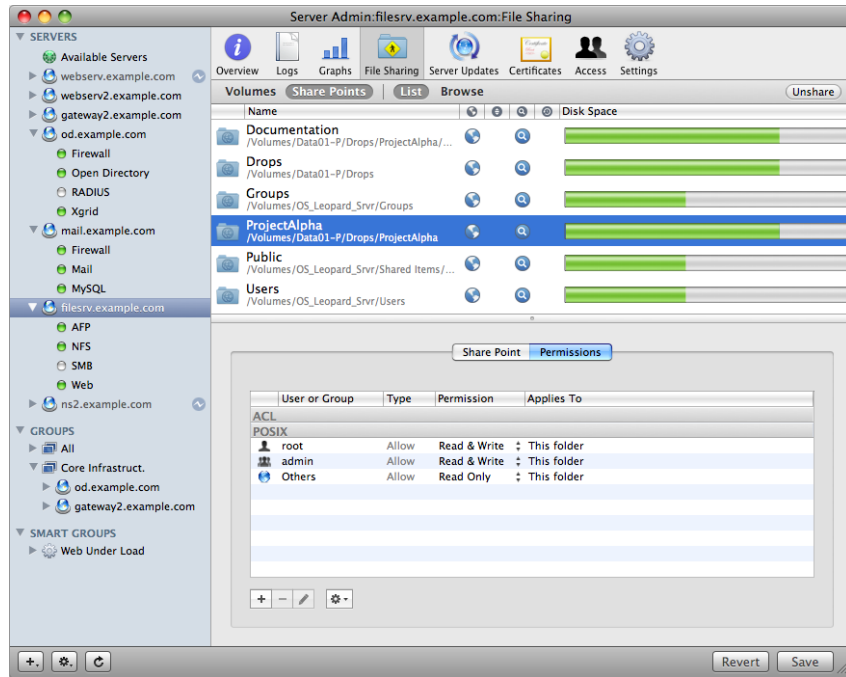 Server Admin:filesrv.example.com:File Sharing
SERVERS
Available Servers
webserv.example.com
webserv2.example.com
gateway2.example.com
od.example.com
Firewall
Open Directory
RADIUS
Xgrid
mail.example.com
Firewall
Mail
MySQL
filesrv.example.com
AFP
NFS
SMB
Web
ns2.example.com
GROUPS
All
Core Infrastruct.
od.example.com
gateway2.example.com
SMART GROUPS
Web Under Load
Overview Logs Graphs File Sharing Server Updates Certificates Access Settings
Volumes Share Points List Browse Unshare
Name Disk Space
Documentation
/Volumes/Data01-P/Drops/ProjectAlpha/...
Drops
/Volumes/Data01-P/Drops
Groups
/Volumes/OS_Leopard_Srvr/Groups
ProjectAlpha
/Volumes/Data01-P/Drops/ProjectAlpha
Public
/Volumes/OS_Leopard_Srvr/Shared Items/...
Users
/Volumes/OS_Leopard_Srvr/Users
Share Point Permissions
User or Group Type Permission Applies To
ACL
POSIX
root Allow Read & Write This folder
admin Allow Read & Write This folder
Others Allow Read Only This folder
Revert Save